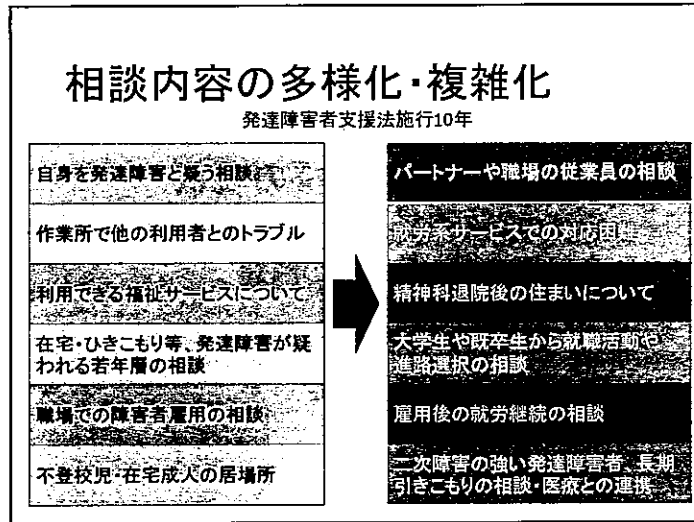 相談内容の多様化・複雑化
発達障害者支援法施行10年
自身を発達障害と疑う相談
作業所で他の利用者とのトラブル
利用できる福祉サービスについて
在宅・ひきこもり等、発達障害が疑
われる若年層の相談
職場での障害者雇用の相談
不登校児・在宅成人の居場所
パートナーや職場の従業員の相談
就労系サービスでの対応困難
精神科退院後の住まいについて
大学生や既卒生から就職活動や
進路選択の相談
雇用後の就労継続の相談
二次障害の強い発達障害者、長期
引きこもりの相談・医療との連携